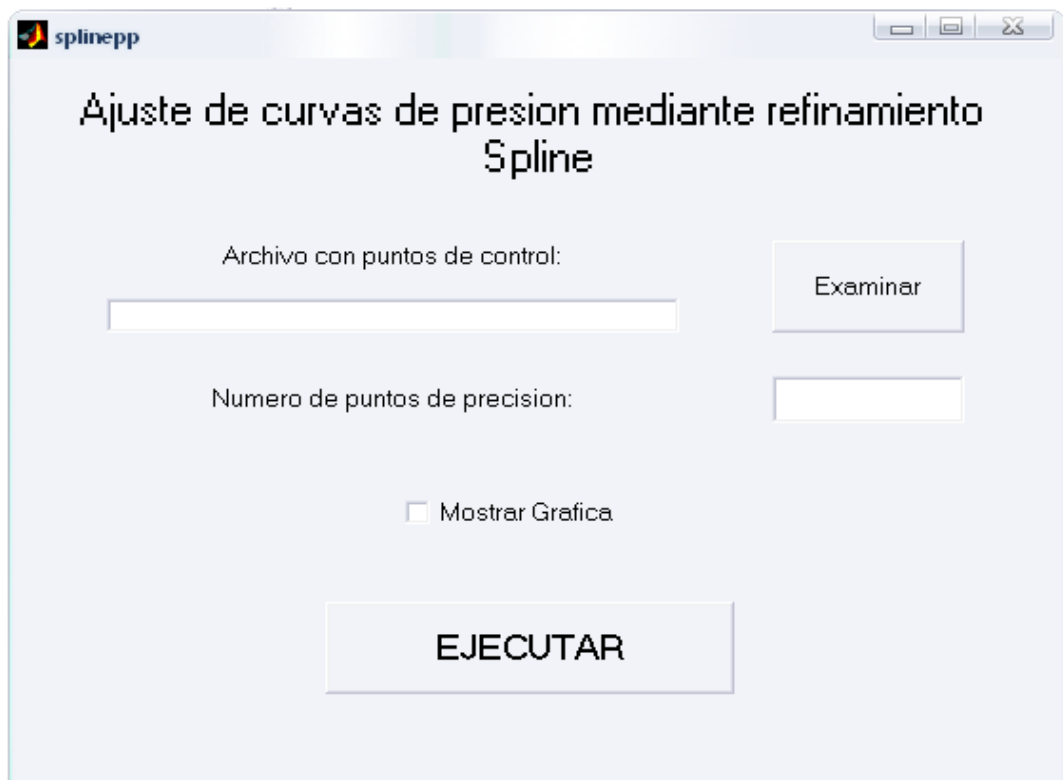 splinepp
Ajuste de curvas de presion mediante refinamiento
Spline
Archivo con puntos de control:
Examinar
Numero de puntos de precision:
Mostrar Grafica
EJECUTAR